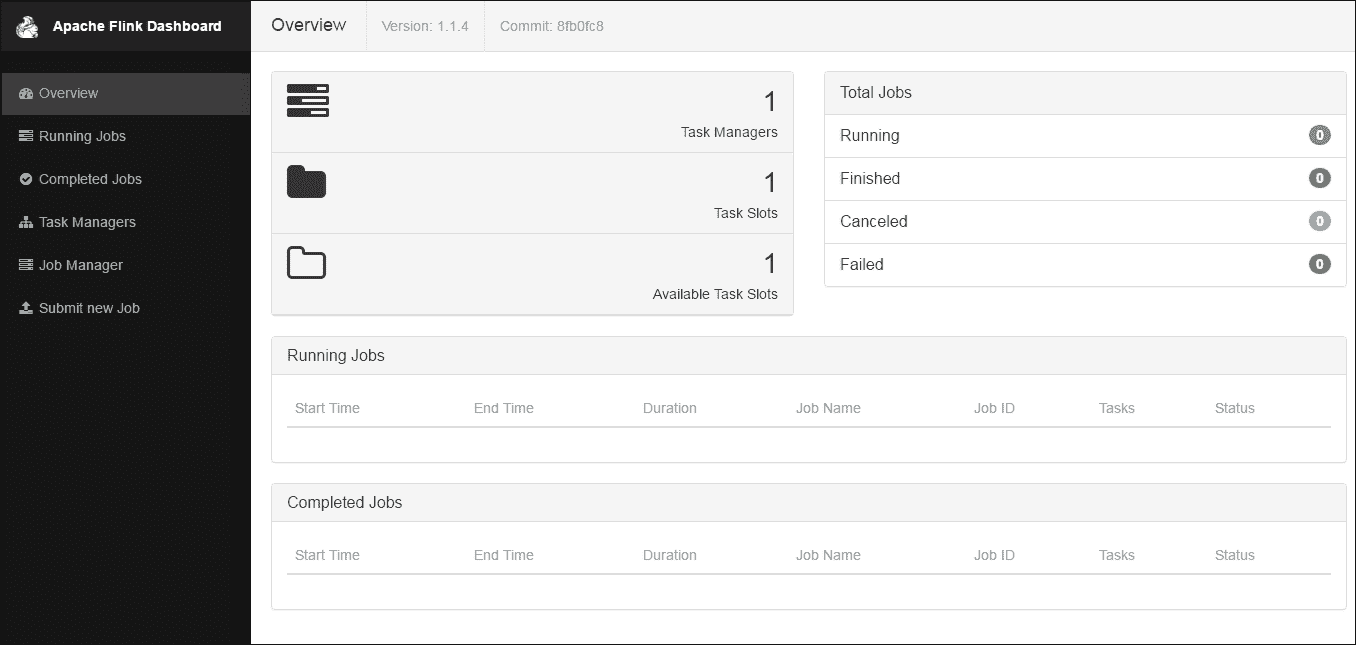 Apache Flink Dashboard
Overview
Running Jobs
Completed Jobs
Task Managers
Job Manager
Submit new Job
Overview Version: 1.1.4 Commit: 8fb0fc8
1
Task Managers
1
Task Slots
1
Available Task Slots
Total Jobs
Running 0
Finished 0
Canceled 0
Failed 0
Running Jobs
Start Time End Time Duration Job Name Job ID Tasks Status
Completed Jobs
Start Time End Time Duration Job Name Job ID Tasks Status